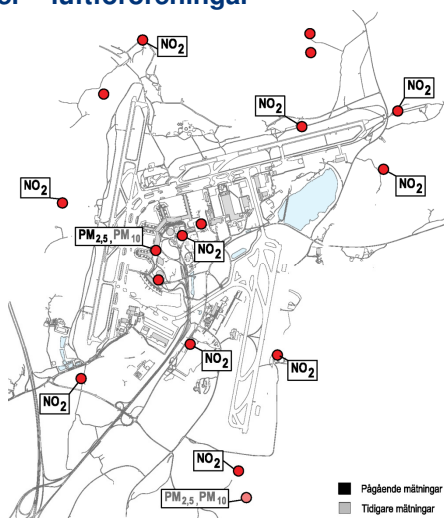 luftföroreningar
NO2
NO2
NO2
NO2
NO2
PM2,5, PM10
NO2
NO2
NO2
NO2
NO2
PM2,5, PM10
Pågående mätningar
Tidigare mätningar